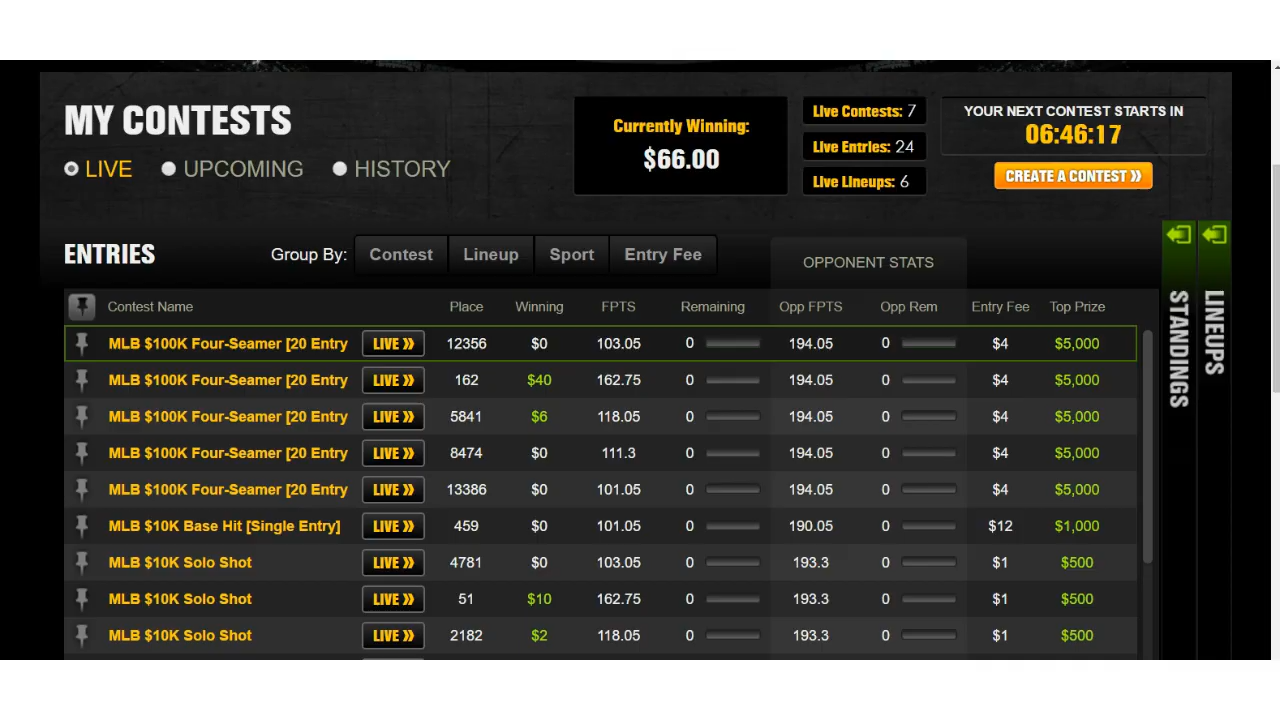 MY CONTESTS
LIVE UPCOMING HISTORY
Currently Winning:
$66.00
Live Contests: 7
Live Entries: 24
Live Lineups: 6
YOUR NEXT CONTEST STARTS IN
06:46:17
CREATE A CONTEST »
ENTRIES Group By: Contest Lineup Sport Entry Fee
OPPONENT STATS
Contest Name Place Winning FPTS Remaining Opp FPTS Opp Rem Entry Fee Top Prize
MLB $100K Four-Seamer [20 Entry LIVE » 12356 $0 103.05 0 194.05 0 $4 $5,000
MLB $100K Four-Seamer [20 Entry LIVE » 162 $40 162.75 0 194.05 0 $4 $5,000
MLB $100K Four-Seamer [20 Entry LIVE » 5841 $6 118.05 0 194.05 0 $4 $5,000
MLB $100K Four-Seamer [20 Entry LIVE » 8474 $0 111.3 0 194.05 0 $4 $5,000
MLB $100K Four-Seamer [20 Entry LIVE » 13386 $0 101.05 0 194.05 0 $4 $5,000
MLB $10K Base Hit [Single Entry] LIVE » 459 $0 101.05 0 190.05 0 $12 $1,000
MLB $10K Solo Shot LIVE » 4781 $0 103.05 0 193.3 0 $1 $500
MLB $10K Solo Shot LIVE » 51 $10 162.75 0 193.3 0 $1 $500
MLB $10K Solo Shot LIVE » 2182 $2 118.05 0 193.3 0 $1 $500
STANDINGS
LINEUPS